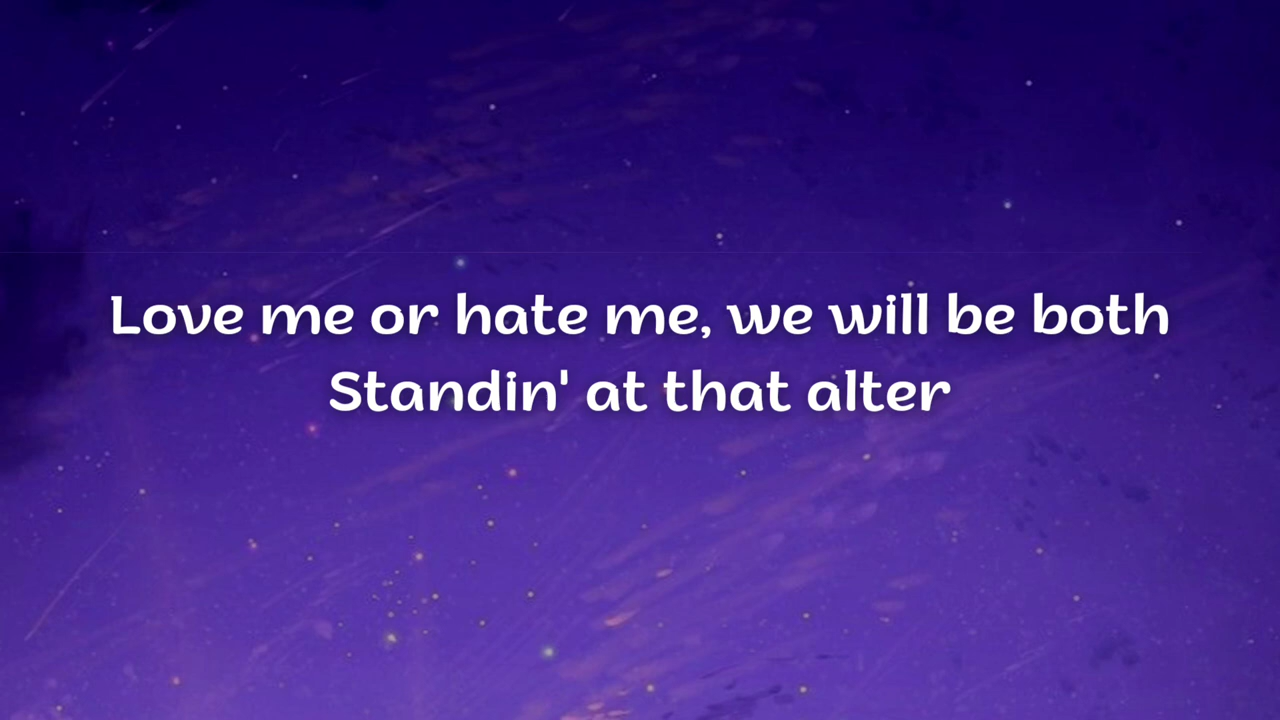 Love me or hate me, we will be both
Standin' at that alter